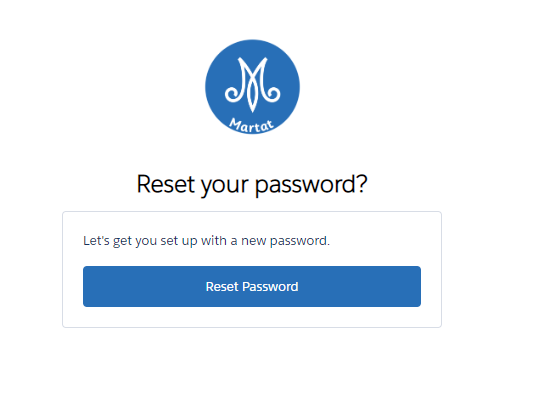 Martat
Reset your password?
Let's get you set up with a new password.
Reset Password